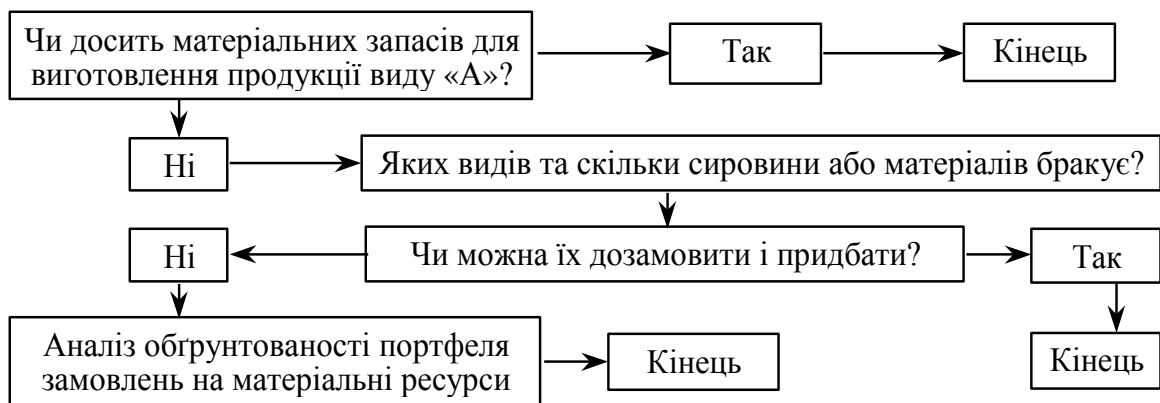 Чи досить матеріальних запасів для
виготовлення продукції виду «А»?
Так
Кінець
Ні
Яких видів та скільки сировини або матеріалів бракує?
Ні
Чи можна їх дозамовити і придбати?
Так
Аналіз обґрунтованості портфеля
замовлень на матеріальні ресурси
Кінець
Кінець